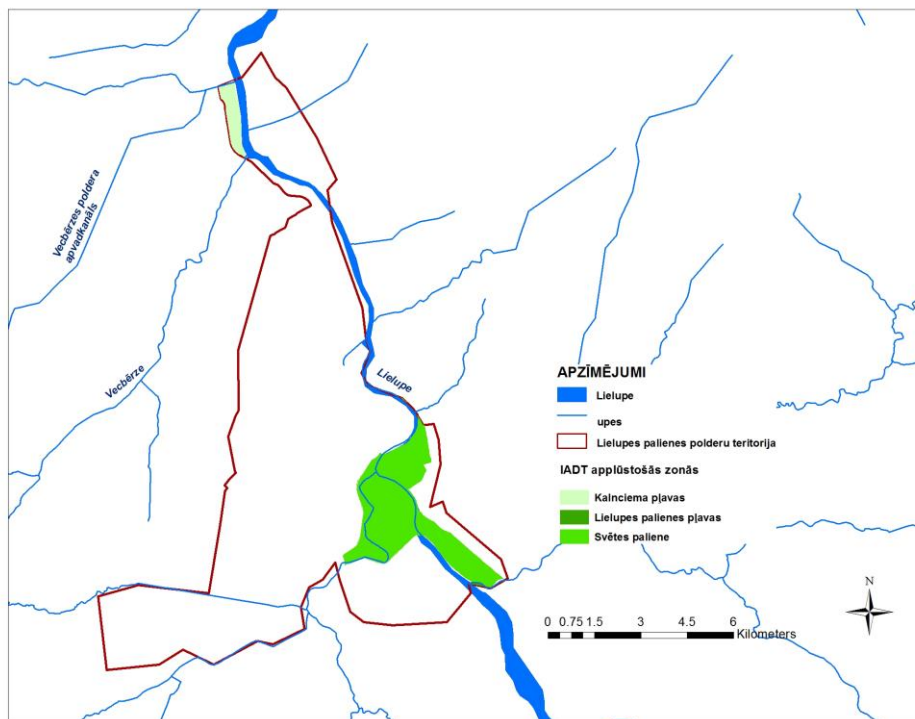 Vecbērzes poldera
apvadkanāls
Vecbērze
Lielupe
APZĪMĒJUMI
Lielupe
upes
Lielupes palienes polderu teritorija
IADT applūstošās zonās
Kalnciema pļavas
Lielupes palienes pļavas
Svētes paliene
N
0 0.75 1.5 3 4.5 6
Kilometers